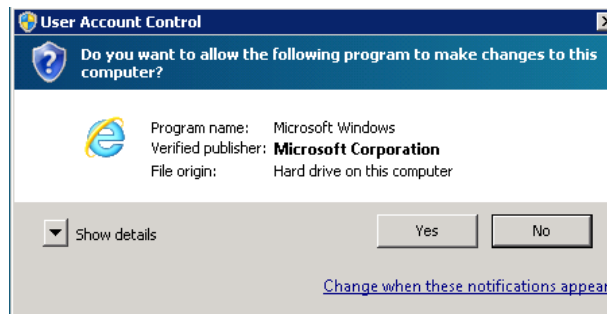 User Account Control
Do you want to allow the following program to make changes to this
computer?
Program name: Microsoft Windows
Verified publisher: Microsoft Corporation
File origin: Hard drive on this computer
Show details
Yes
No
Change when these notifications appear